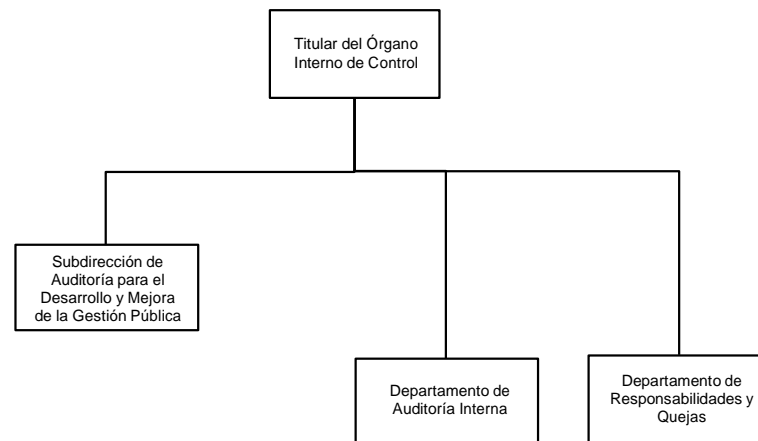 Titular del Órgano
Interno de Control
Subdirección de
Auditoría para el
Desarrollo y Mejora
de la Gestión Pública
Departamento de
Auditoría Interna
Departamento de
Responsabilidades y
Quejas